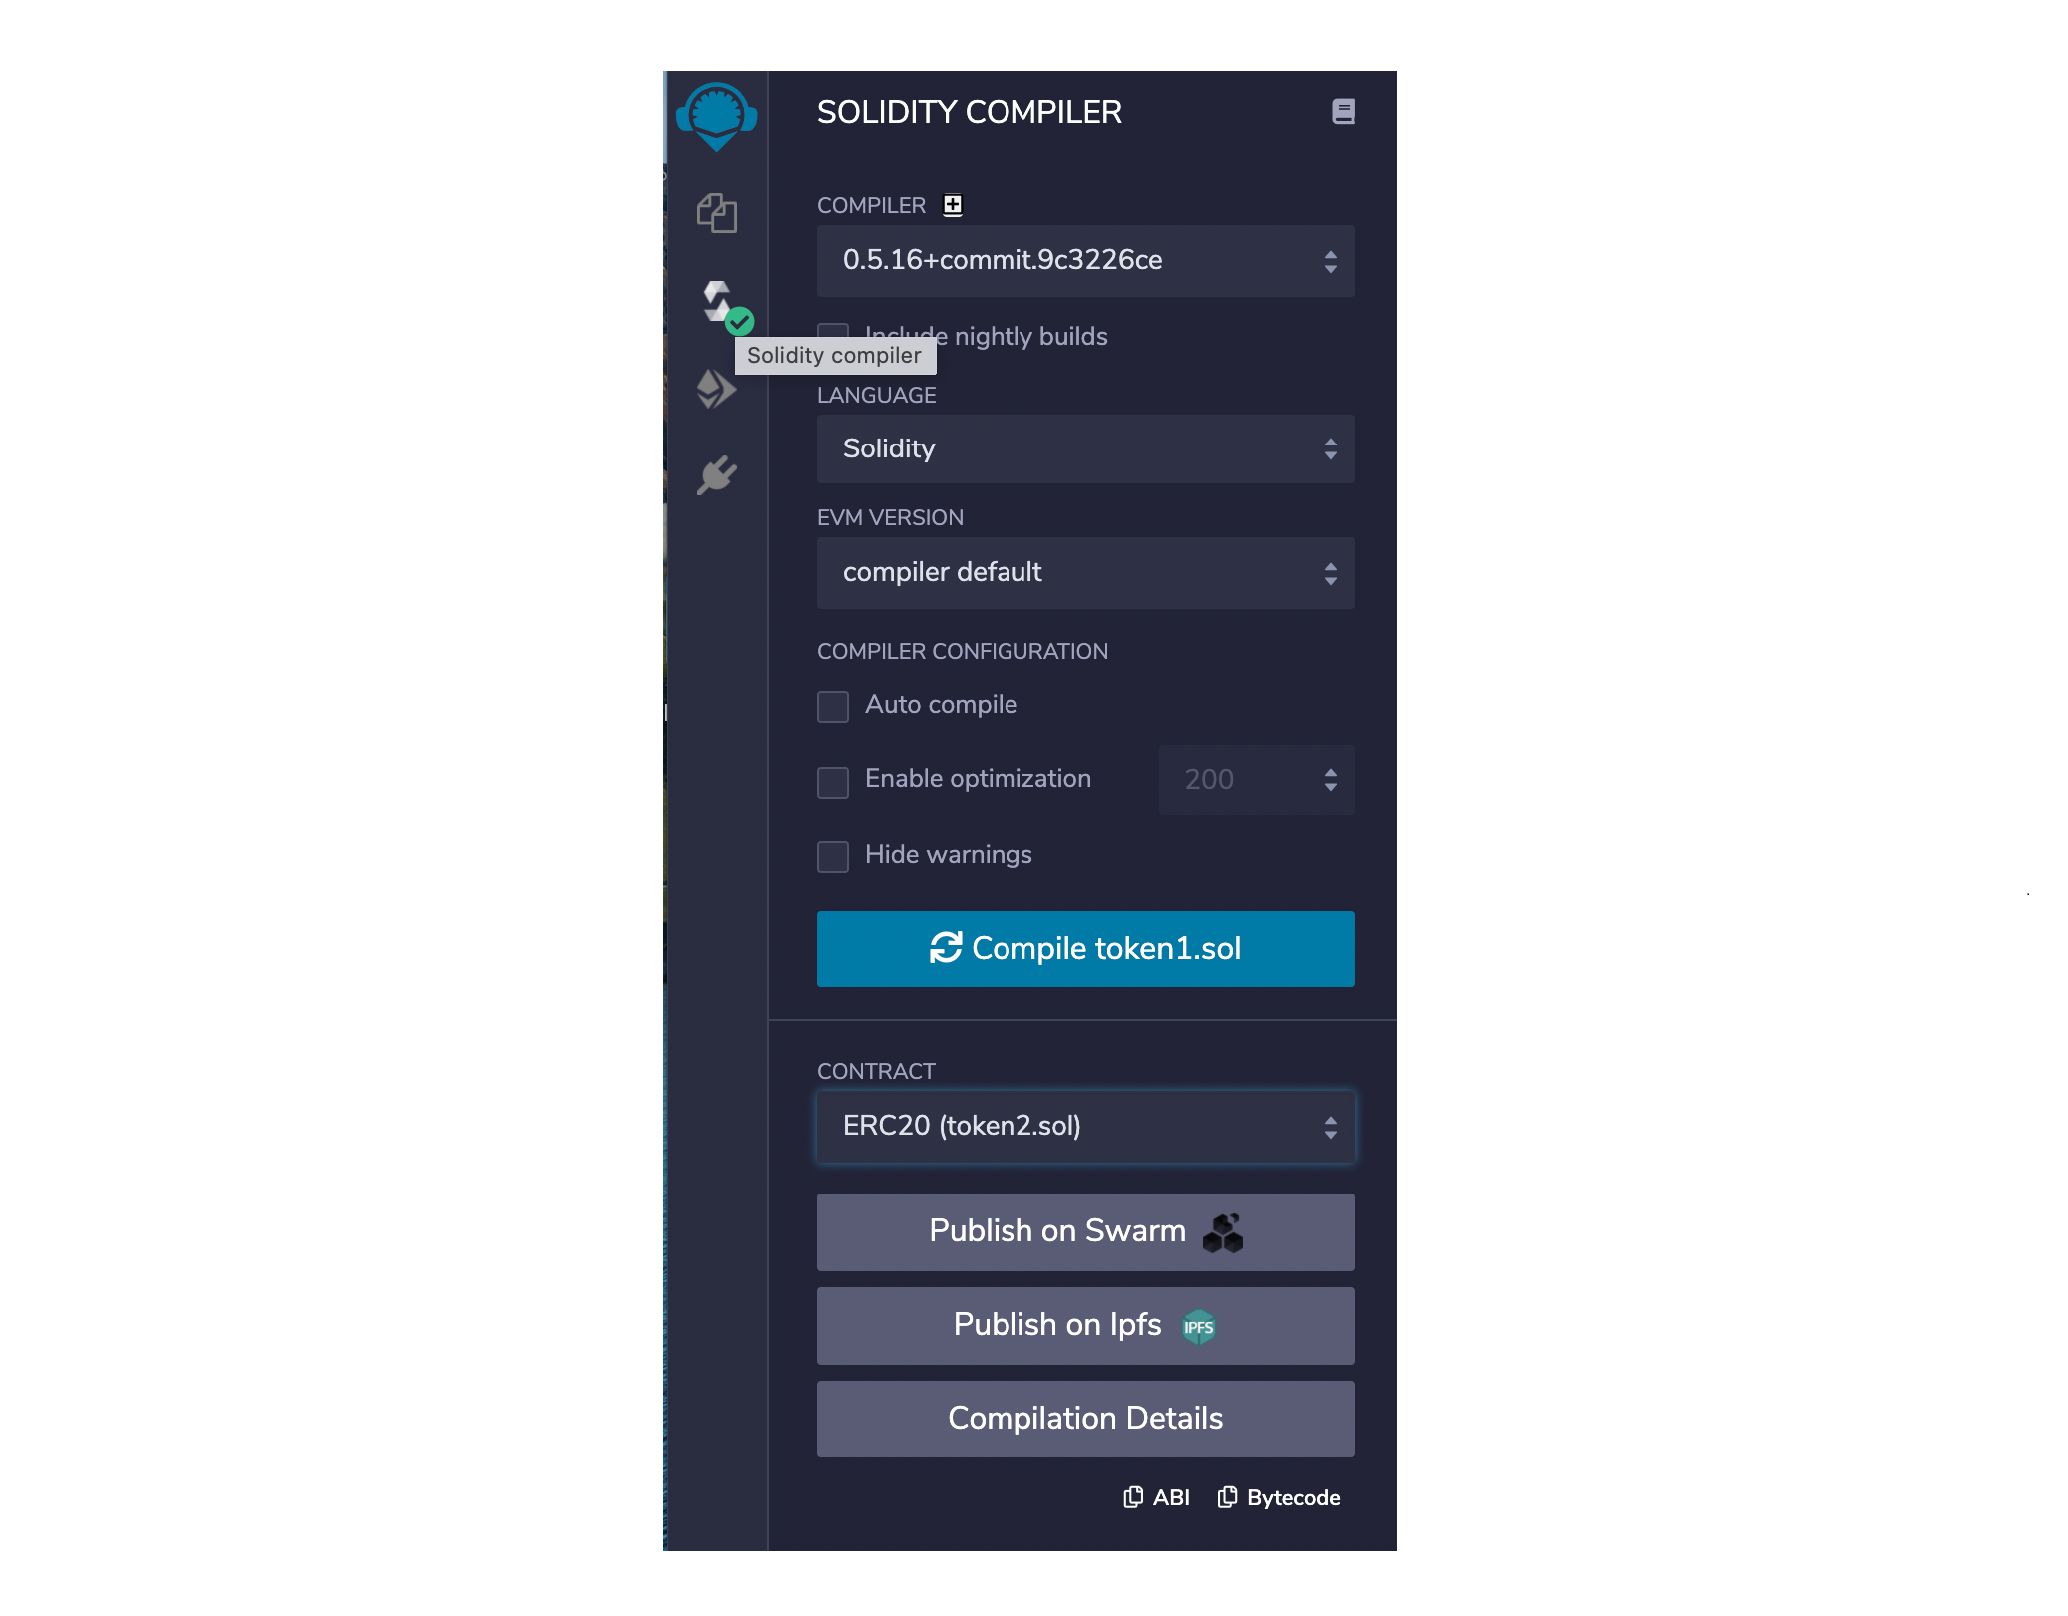 SOLIDITY COMPILER
COMPILER
0.5.16+commit.9c3226ce
nightly builds
Solidity compiler
LANGUAGE
Solidity
EVM VERSION
compiler default
COMPILER CONFIGURATION
Auto compile
Enable optimization 200
Hide warnings
Compile token1.sol
CONTRACT
ERC20 (token2.sol)
Publish on Swarm
Publish on Ipfs IPFS
Compilation Details
ABI Bytecode